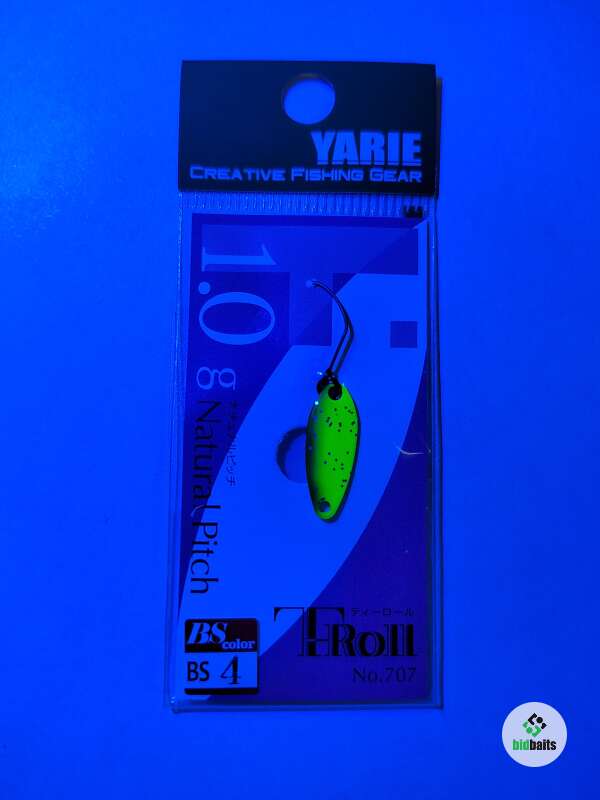 YARIE
CREATIVE FISHING GEAR
1.0 g
ナチュラルピッチ
Natural Pitch
ティーロール
T-Roll
No.707
BS color
BS 4
bidbaits